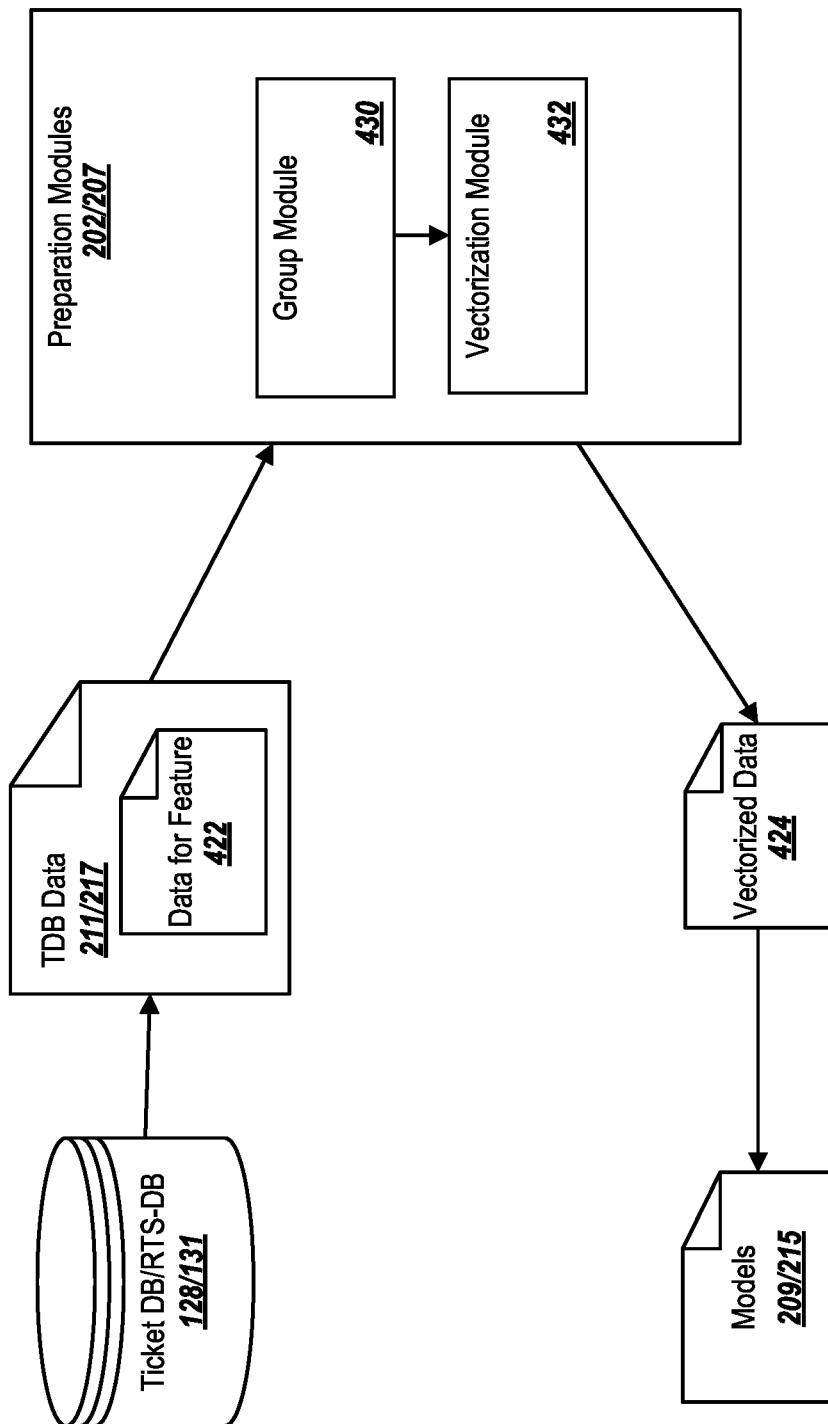 Ticket DB/RTS-DB
128/131
TDB Data
211/217
Data for Feature
422
Preparation Modules
202/207
Group Module
430
Vectorization Module
432
Vectorized Data
424
Models
209/215